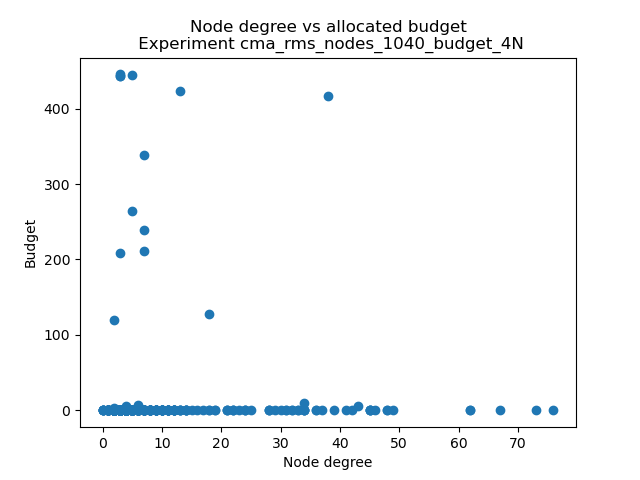 Node degree vs allocated budget
Experiment cma_rms_nodes_1040_budget_4N
400
300
200
100
0
Budget
0 10 20 30 40 50 60 70
Node degree